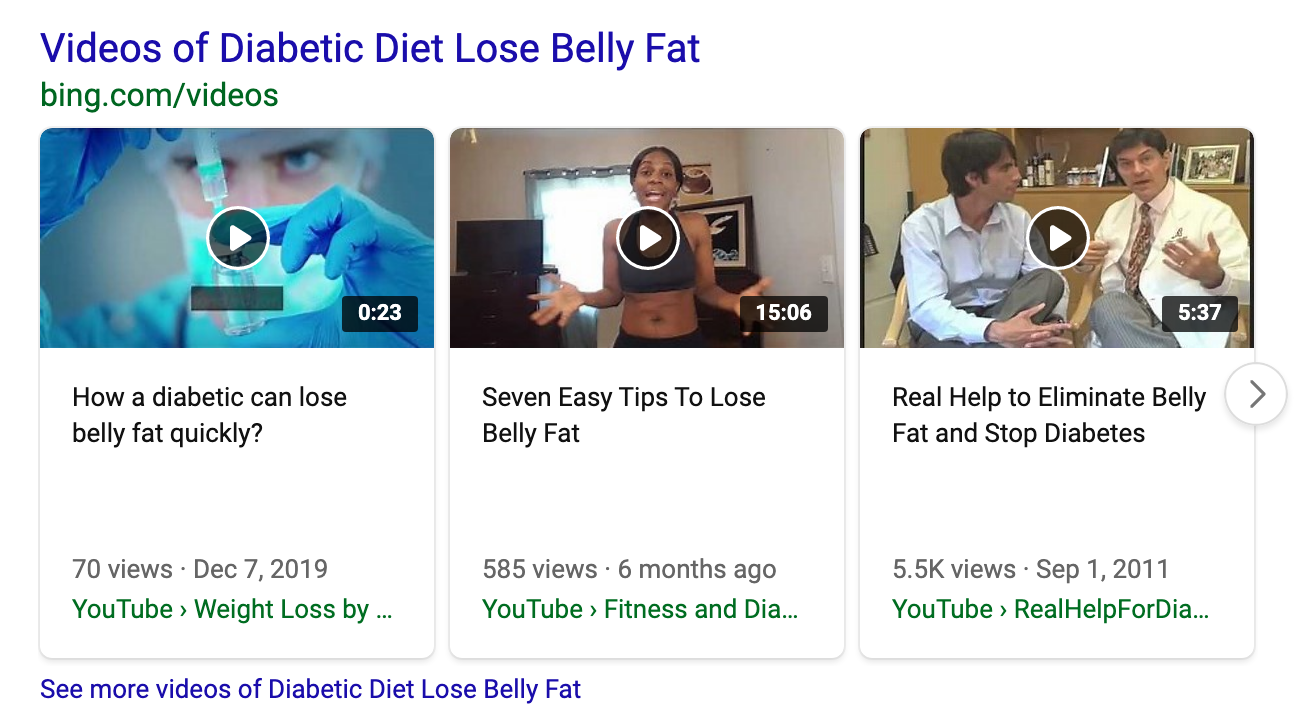 Videos of Diabetic Diet Lose Belly Fat
bing.com/videos
0:23
15:06
5:37
How a diabetic can lose
belly fat quickly?
Seven Easy Tips To Lose
Belly Fat
Real Help to Eliminate Belly
Fat and Stop Diabetes
70 views · Dec 7, 2019
585 views · 6 months ago
5.5K views · Sep 1, 2011
YouTube › Weight Loss by ...
YouTube › Fitness and Dia...
YouTube › RealHelpForDia...
See more videos of Diabetic Diet Lose Belly Fat